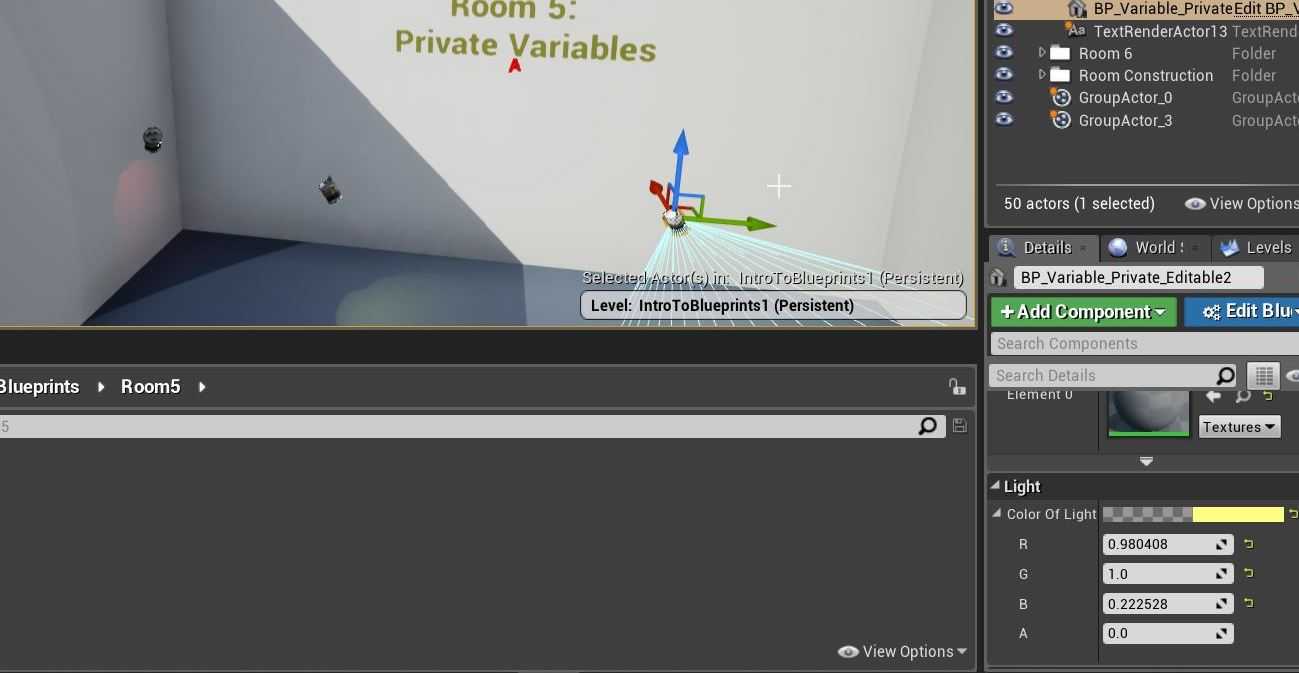 Room 5:
Private Variables
A
Selected Actor(s) in: IntroToBlueprints1 (Persistent)
Level: IntroToBlueprints1 (Persistent)
Blueprints Room5
5
View Options
BP_Variable_PrivateEdit BP_V
Aa TextRenderActor13 TextRend
Room 6 Folder
Room Construction Folder
GroupActor_0 GroupActo
GroupActor_3 GroupActo
50 actors (1 selected) View Options
Details World Levels
BP_Variable_Private_Editable2
+Add Component Edit Blu
Search Components
Search Details
Element 0
Textures
Light
Color Of Light
R 0.980408
G 1.0
B 0.222528
A 0.0